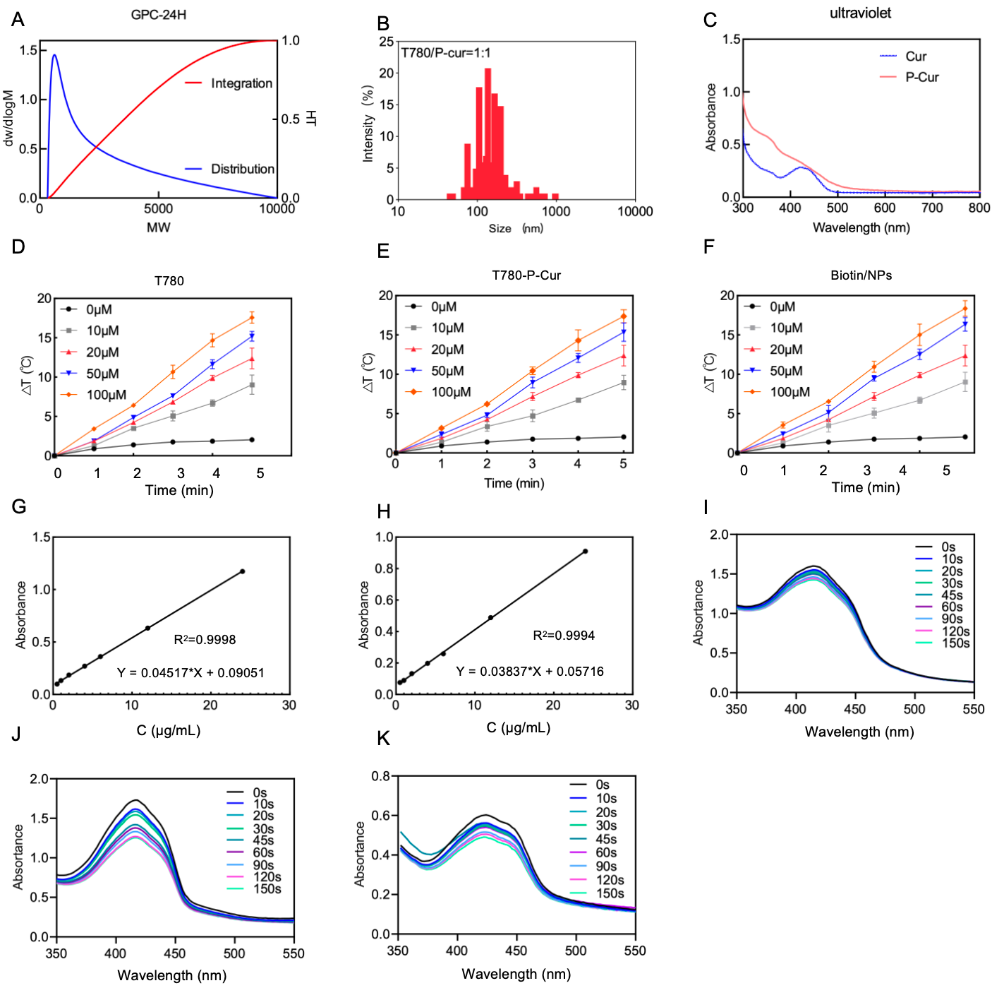 A
GPC-24H
1.5
1.0
0.5
0.0
dw/dlogM
1.0
0.5
0.0
HT
Integration
Distribution
0
5000
10000
MW
B
T780/P-cur=1:1
25
20
15
10
5
0
Intensity (%)
10
100
1000
10000
Size (nm)
C
ultraviolet
1.5
1.0
0.5
0.0
Absorbance
Cur
P-Cur
300
400
500
600
700
800
Wavelength (nm)
D
T780
20
15
10
5
0
△T (℃)
0μM
10μM
20μM
50μM
100μM
0
1
2
3
4
5
Time (min)
E
T780-P-Cur
20
15
10
5
0
△T (℃)
0μM
10μM
20μM
50μM
100μM
0
1
2
3
4
5
Time (min)
F
Biotin/NPs
20
15
10
5
0
△T (℃)
0μM
10μM
20μM
50μM
100μM
0
1
2
3
4
5
Time (min)
G
1.5
1.0
0.5
0.0
Absorbance
R²=0.9998
Y = 0.04517*X + 0.09051
0
10
20
30
C (μg/mL)
H
1.0
0.8
0.6
0.4
0.2
0.0
Absorbance
R²=0.9994
Y = 0.03837*X + 0.05716
0
10
20
30
C (μg/mL)
I
2.0
1.5
1.0
0.5
0.0
Absortance
0s
10s
20s
30s
45s
60s
90s
120s
150s
350
400
450
500
550
Wavelength (nm)
J
2.0
1.5
1.0
0.5
0.0
Absortance
0s
10s
20s
30s
45s
60s
90s
120s
150s
350
400
450
500
550
Wavelength (nm)
K
0.8
0.6
0.4
0.2
0.0
Absortance
0s
10s
20s
30s
45s
60s
90s
120s
150s
350
400
450
500
550
Wavelength (nm)